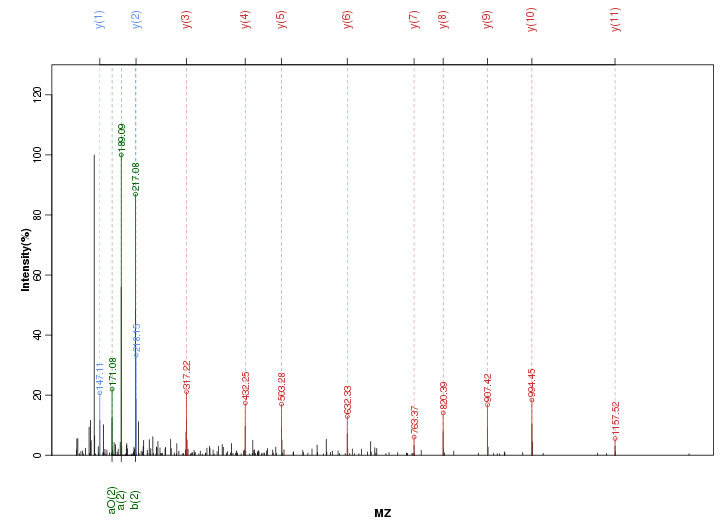 y(1) y(2) y(3) y(4) y(5) y(6) y(7) y(8) y(9) y(10) y(11)
Intensity(%)
0 20 40 60 80 100 120
147.11
171.08
189.09
217.08
218.15
317.22
432.25
503.28
632.33
763.37
820.39
907.42
994.45
1157.52
aO(2) a(2) b(2)
MZ